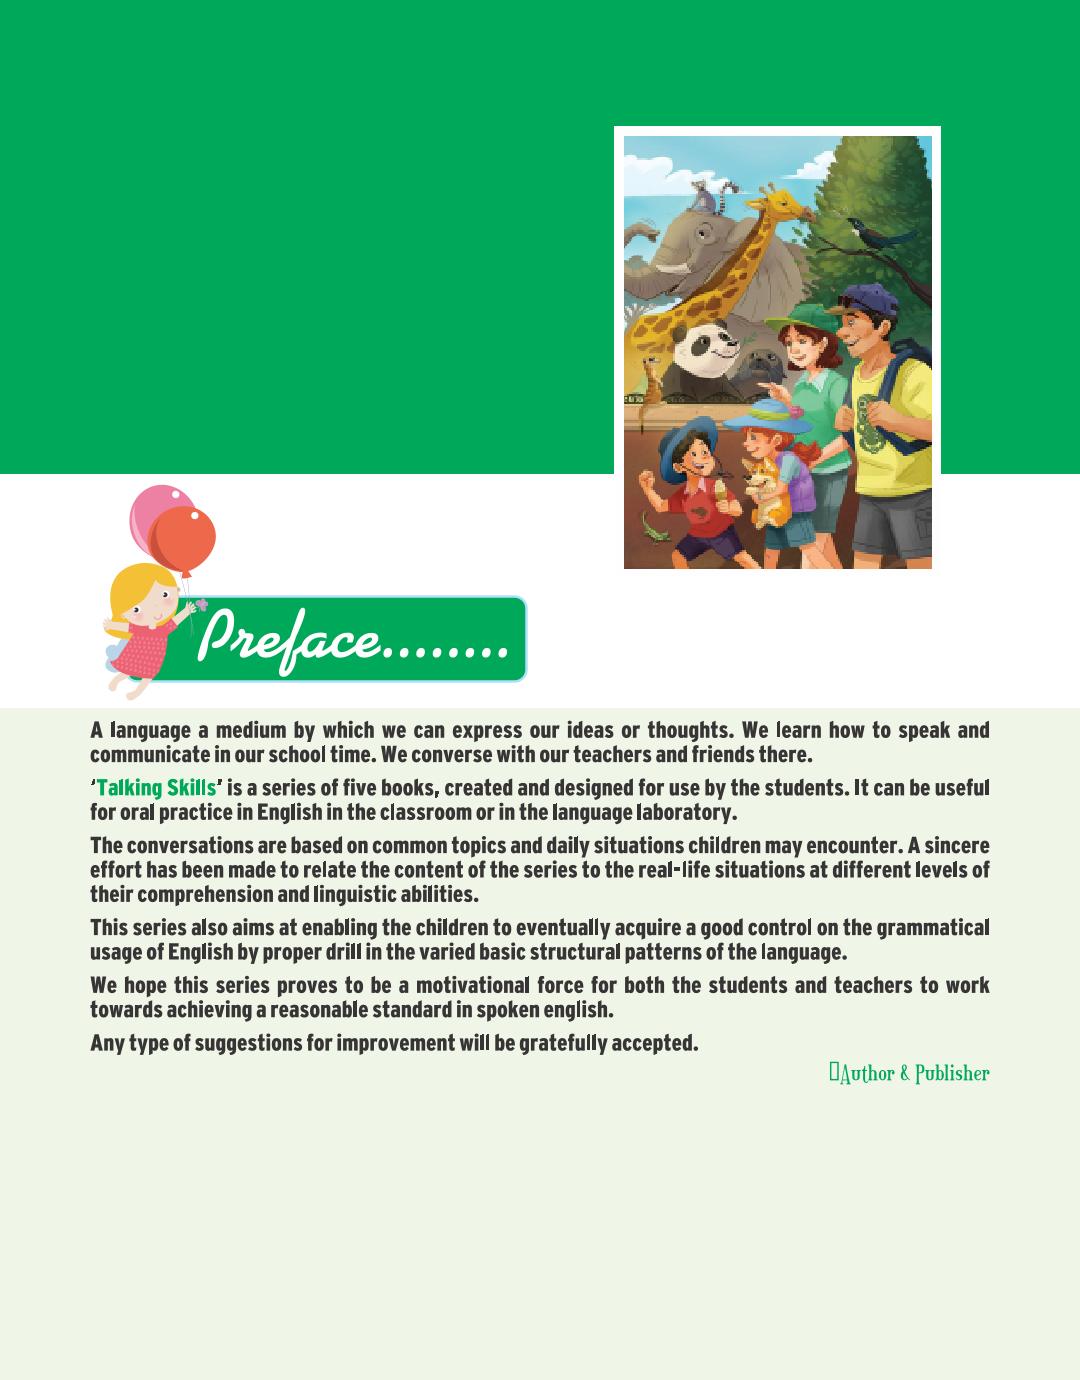 Preface........
A language a medium by which we can express our ideas or thoughts. We learn how to speak and
communicate in our school time. We converse with our teachers and friends there.
'Talking Skills' is a series of five books, created and designed for use by the students. It can be useful
for oral practice in English in the classroom or in the language laboratory.
The conversations are based on common topics and daily situations children may encounter. A sincere
effort has been made to relate the content of the series to the real-life situations at different levels of
their comprehension and linguistic abilities.
This series also aims at enabling the children to eventually acquire a good control on the grammatical
usage of English by proper drill in the varied basic structural patterns of the language.
We hope this series proves to be a motivational force for both the students and teachers to work
towards achieving a reasonable standard in spoken english.
Any type of suggestions for improvement will be gratefully accepted.
Author & Publisher